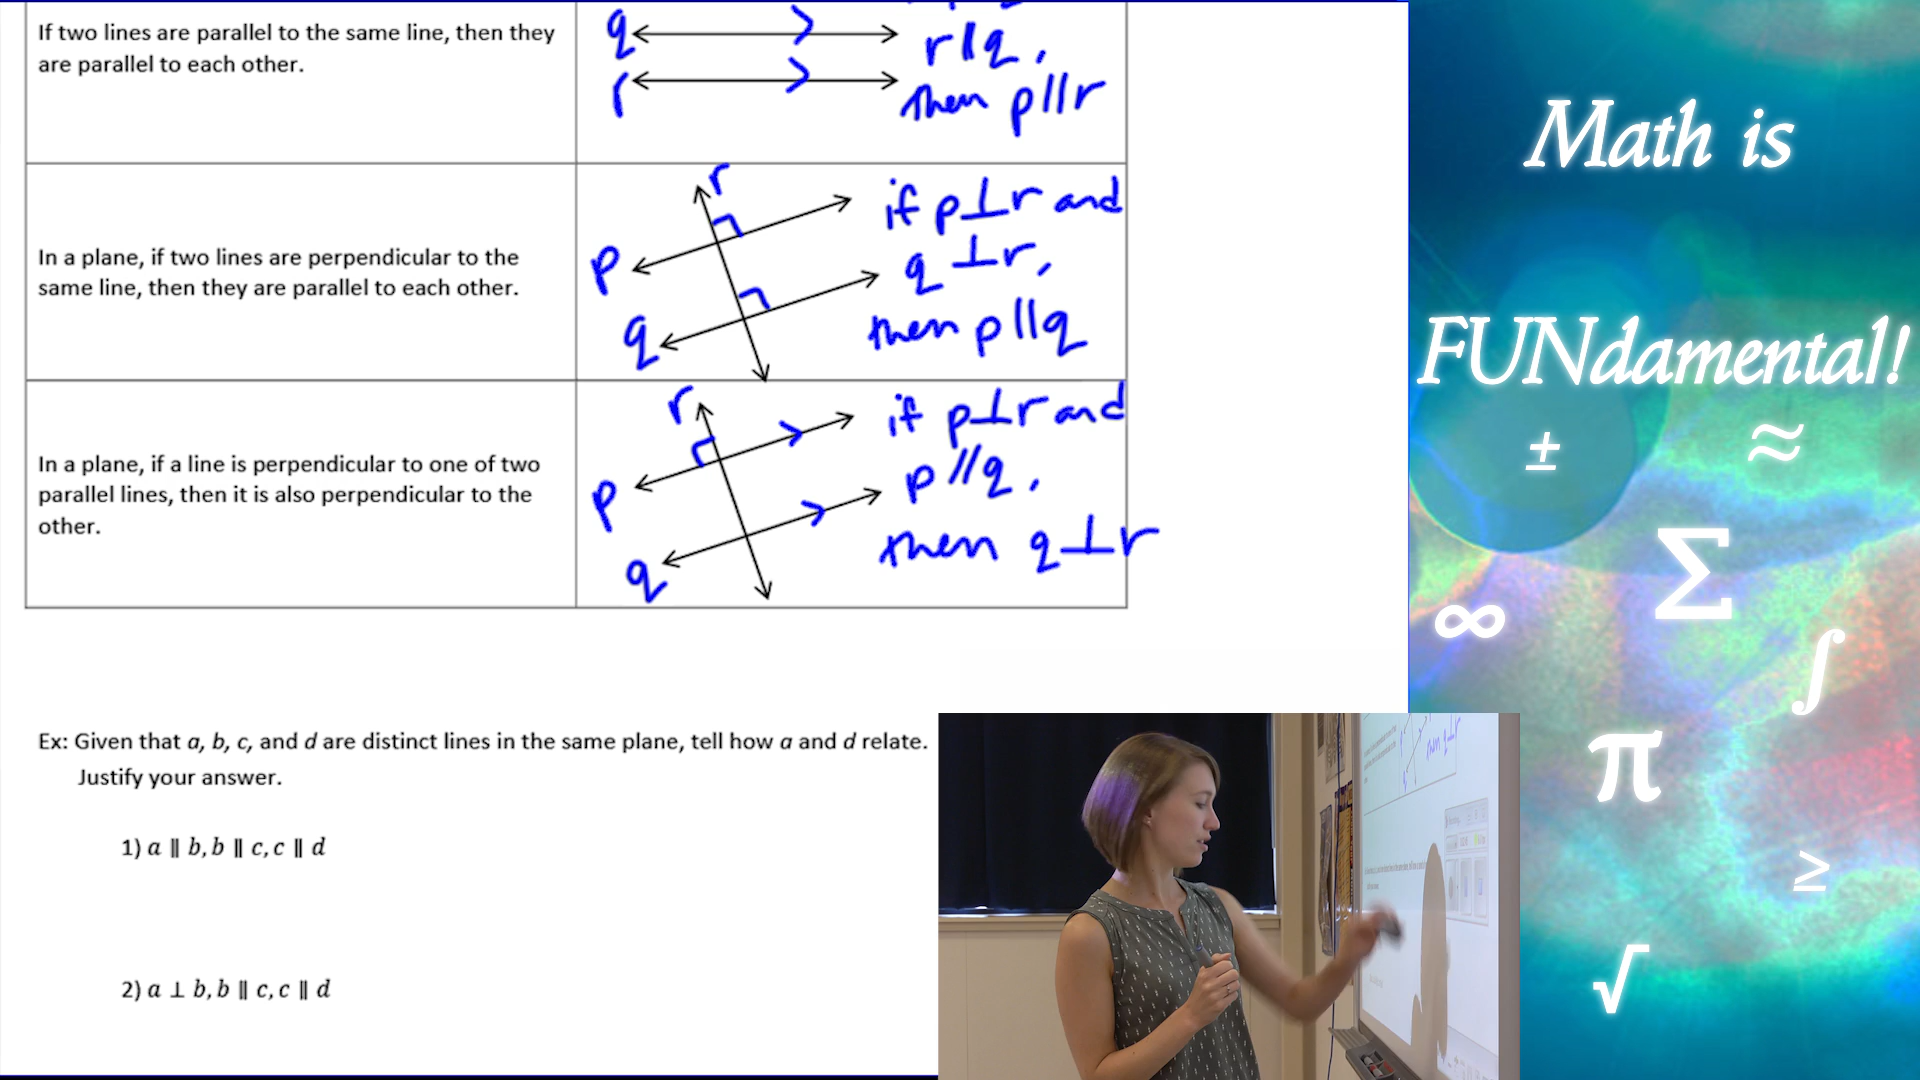 If two lines are parallel to the same line, then they
are parallel to each other.
q
r
r∥q,
then p∥r
In a plane, if two lines are perpendicular to the
same line, then they are parallel to each other.
r
p
q
if p⊥r and
q ⊥r,
then p∥q
In a plane, if a line is perpendicular to one of two
parallel lines, then it is also perpendicular to the
other.
r
p
q
if p⊥r and
p∥q,
then q⊥r
Ex: Given that a, b, c, and d are distinct lines in the same plane, tell how a and d relate.
Justify your answer.
1) a ∥ b, b ∥ c, c ∥ d
2) a ⊥ b, b ∥ c, c ∥ d
Math is
FUNdamental!
± ≈
Σ
∞
∫
π
≥
√
then q⊥r